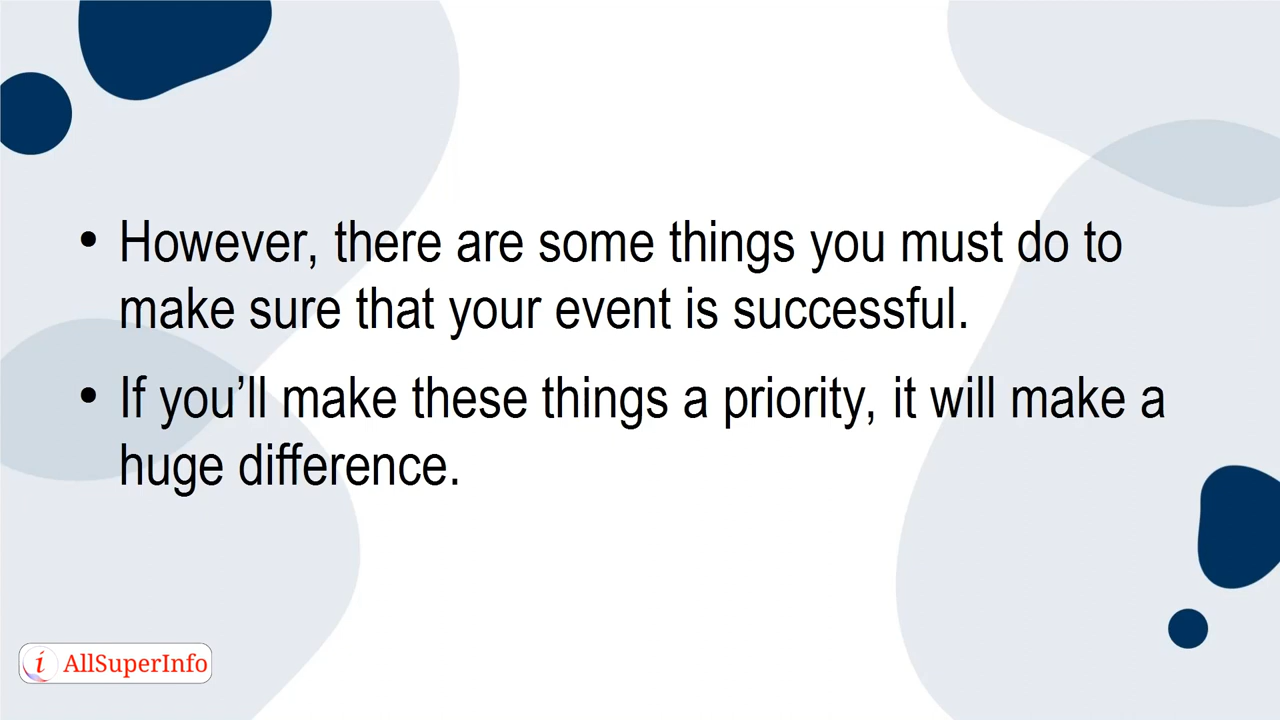 • However, there are some things you must do to
make sure that your event is successful.
• If you’ll make these things a priority, it will make a
huge difference.
i AllSuperInfo